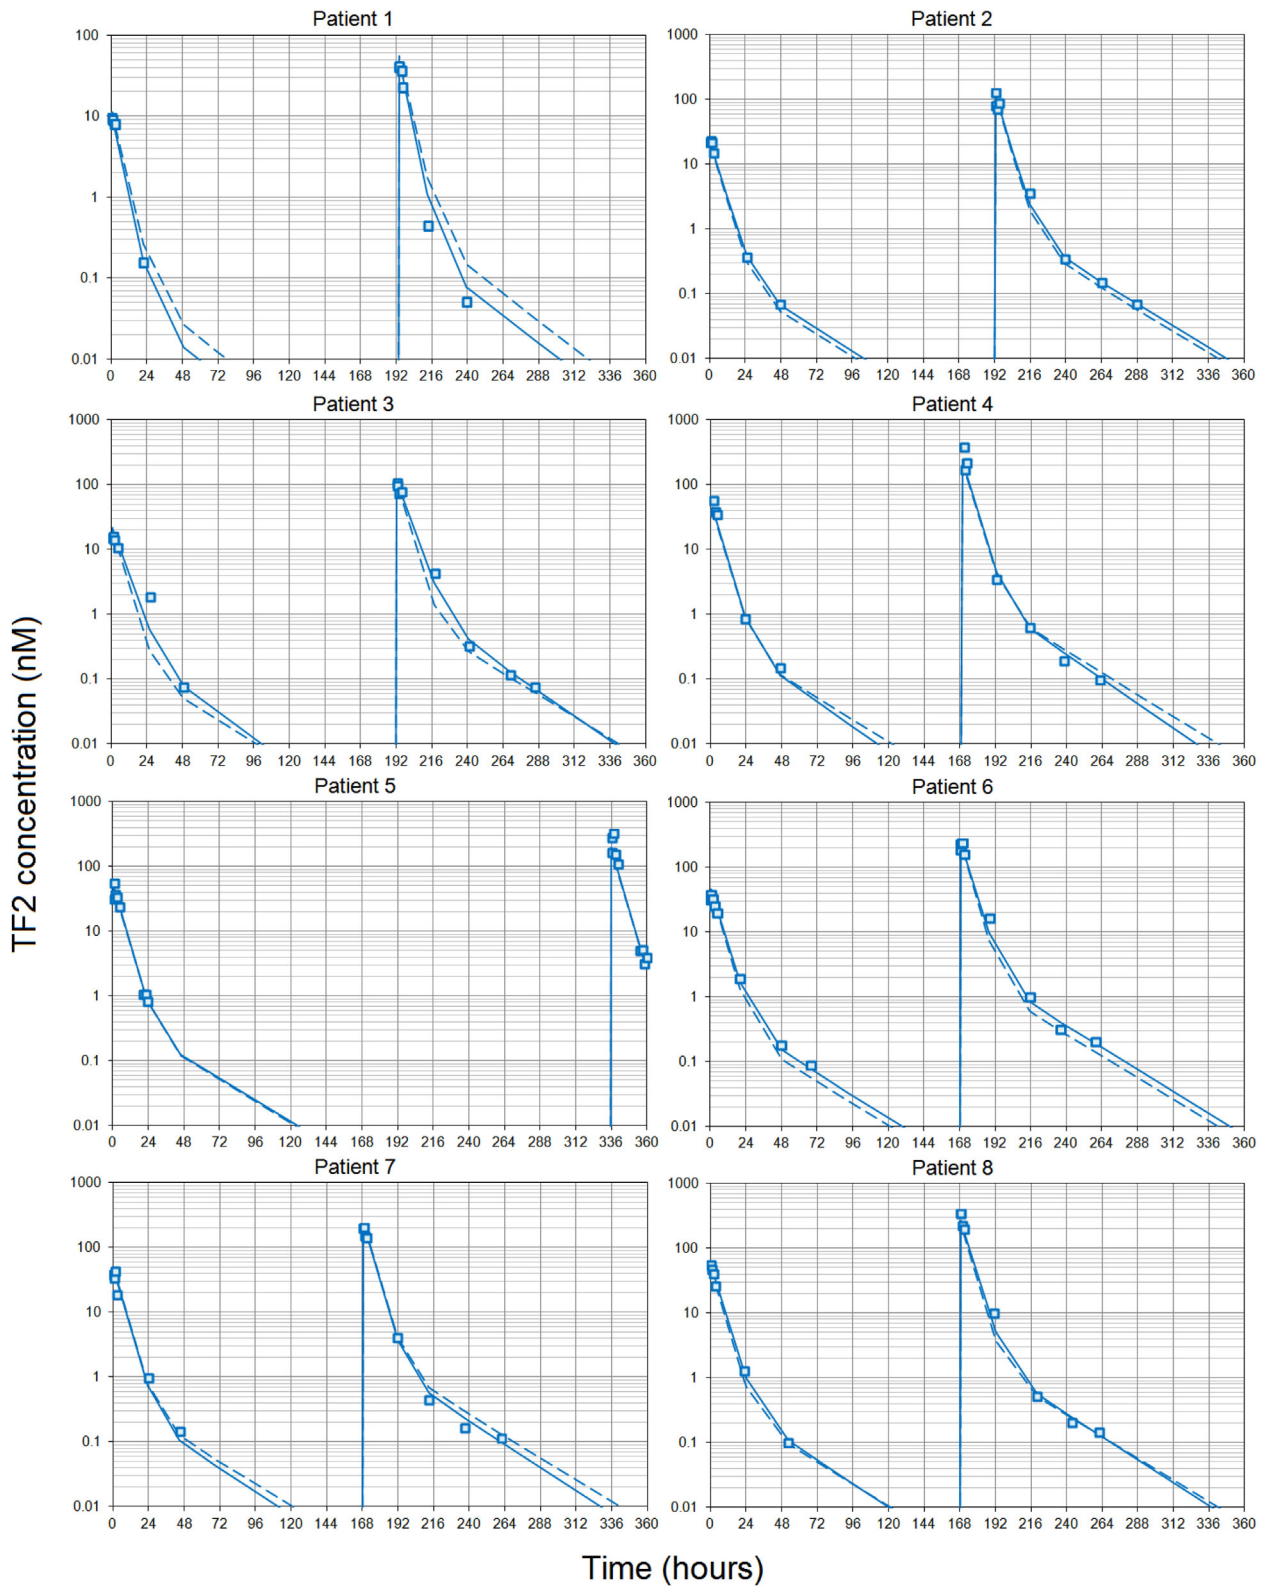 Patient 1 Patient 2
100 1000
10 100
1 10
0.1 1
0.01 0.1
0.01
0 24 48 72 96 120 144 168 192 216 240 264 288 312 336 360 0 24 48 72 96 120 144 168 192 216 240 264 288 312 336 360
Patient 3 Patient 4
1000 1000
100 100
10 10
1 1
0.1 0.1
0.01 0.01
0 24 48 72 96 120 144 168 192 216 240 264 288 312 336 360 0 24 48 72 96 120 144 168 192 216 240 264 288 312 336 360
TF2 concentration (nM)
Patient 5 Patient 6
1000 1000
100 100
10 10
1 1
0.1 0.1
0.01 0.01
0 24 48 72 96 120 144 168 192 216 240 264 288 312 336 360 0 24 48 72 96 120 144 168 192 216 240 264 288 312 336 360
Patient 7 Patient 8
1000 1000
100 100
10 10
1 1
0.1 0.1
0.01 0.01
0 24 48 72 96 120 144 168 192 216 240 264 288 312 336 360 0 24 48 72 96 120 144 168 192 216 240 264 288 312 336 360
Time (hours)